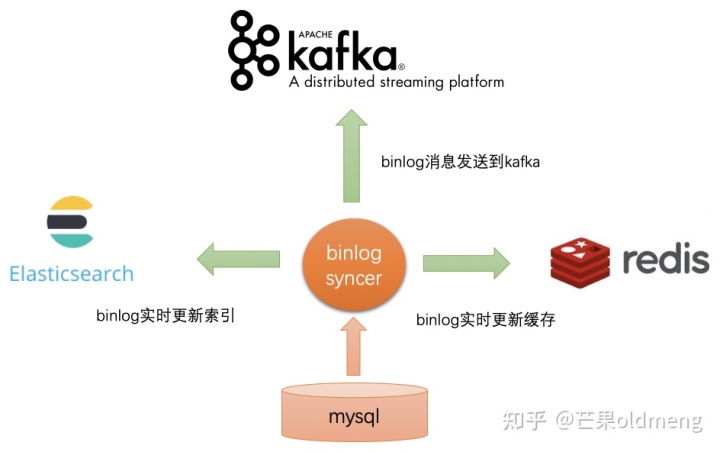 APACHE
kafka®
A distributed streaming platform
binlog消息发送到kafka
binlog
syncer
Elasticsearch
redis
binlog实时更新索引
binlog实时更新缓存
mysql
知乎 @芒果oldmeng